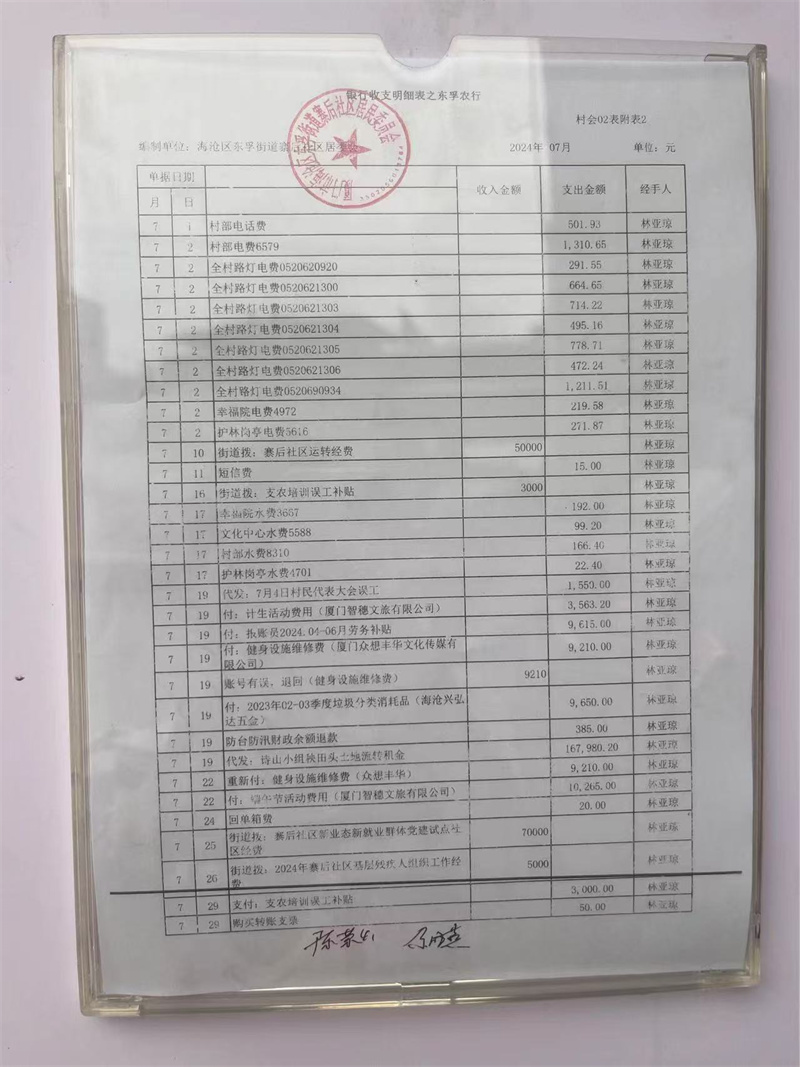 银行收支明细表之东孚农行
村会02表附表2
编制单位：海沧区东孚街道寨后社区居委会 2024年 07月 单位：元
单据日期 收入金额 支出金额 经手人
月 日
7 1 村部电话费 501.93 林亚琼
7 2 村部电费6579 1,310.65 林亚琼
7 2 全村路灯电费0520620920 291.55 林亚琼
7 2 全村路灯电费0520621300 664.65 林亚琼
7 2 全村路灯电费0520621303 714.22 林亚琼
7 2 全村路灯电费0520621304 495.16 林亚琼
7 2 全村路灯电费0520621305 778.71 林亚琼
7 2 全村路灯电费0520621306 472.24 林亚琼
7 2 全村路灯电费0520690934 1,211.51 林亚琼
7 2 幸福院电费4972 219.58 林亚琼
7 2 护林岗亭电费5616 271.87 林亚琼
7 10 街道拨：寨后社区运转经费 50000 林亚琼
7 11 短信费 15.00 林亚琼
7 16 街道拨：支农培训误工补贴 3000 林亚琼
7 17 幸福院水费3667 192.00 林亚琼
7 17 文化中心水费5588 99.20 林亚琼
7 17 村部水费8310 166.40 林亚琼
7 17 护林岗亭水费4701 22.40 林亚琼
7 19 代发：7月4日村民代表大会误工 1,550.00 林亚琼
7 19 付：计生活动费用（厦门智穗文旅有限公司） 3,563.20 林亚琼
7 19 付：报账员2024.04-06月劳务补贴 9,615.00 林亚琼
7 19 付：健身设施维修费（厦门众想丰华文化传媒有
限公司） 9,210.00 林亚琼
7 19 账号有误，退回（健身设施维修费） 9210 林亚琼
7 19 付：2023年02-03季度垃圾分类消耗品（海沧兴弘
达五金） 9,650.00 林亚琼
7 19 防台防汛财政余额退款 385.00 林亚琼
7 19 代发：诗山小组秧田头土地流转租金 167,980.20 林亚琼
7 22 重新付：健身设施维修费（众想丰华） 9,210.00 林亚琼
7 22 付：端午节活动费用（厦门智穗文旅有限公司） 10,265.00 林亚琼
7 24 回单箱费 20.00 林亚琼
7 25 街道拨：寨后社区新业态新就业群体党建试点社
区经费 70000 林亚琼
7 26 街道拨：2024年寨后社区基层残疾人组织工作经
费 5000 林亚琼
7 29 支付：支农培训误工补贴 3,000.00 林亚琼
7 29 购买转账支票 50.00 林亚琼